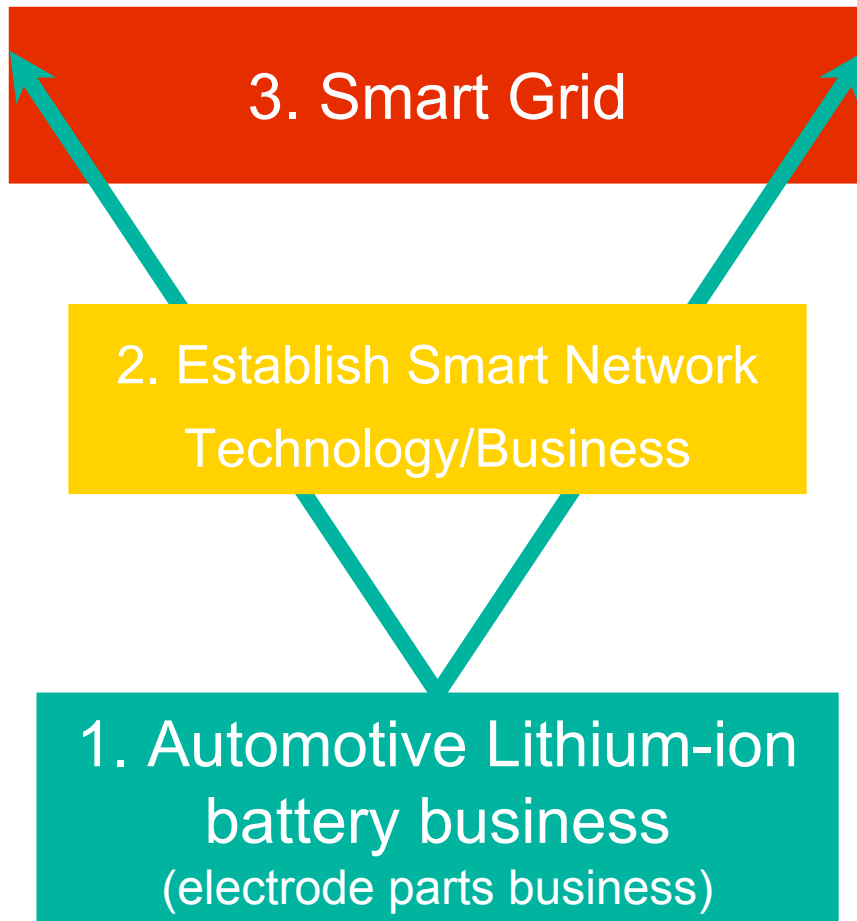 3. Smart Grid
2. Establish Smart Network
Technology/Business
1. Automotive Lithium-ion
battery business
(electrode parts business)